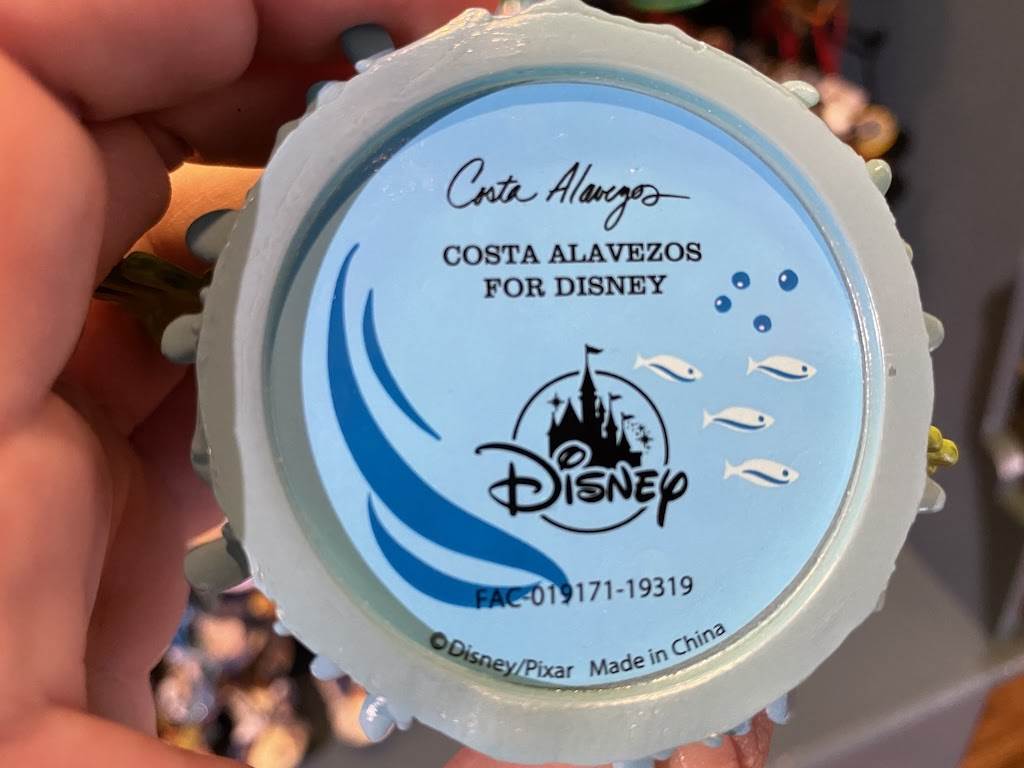 Costa Alavezos
COSTA ALAVEZOS
FOR DISNEY
DISNEY
FAC-019171-19319
©Disney/Pixar Made in China